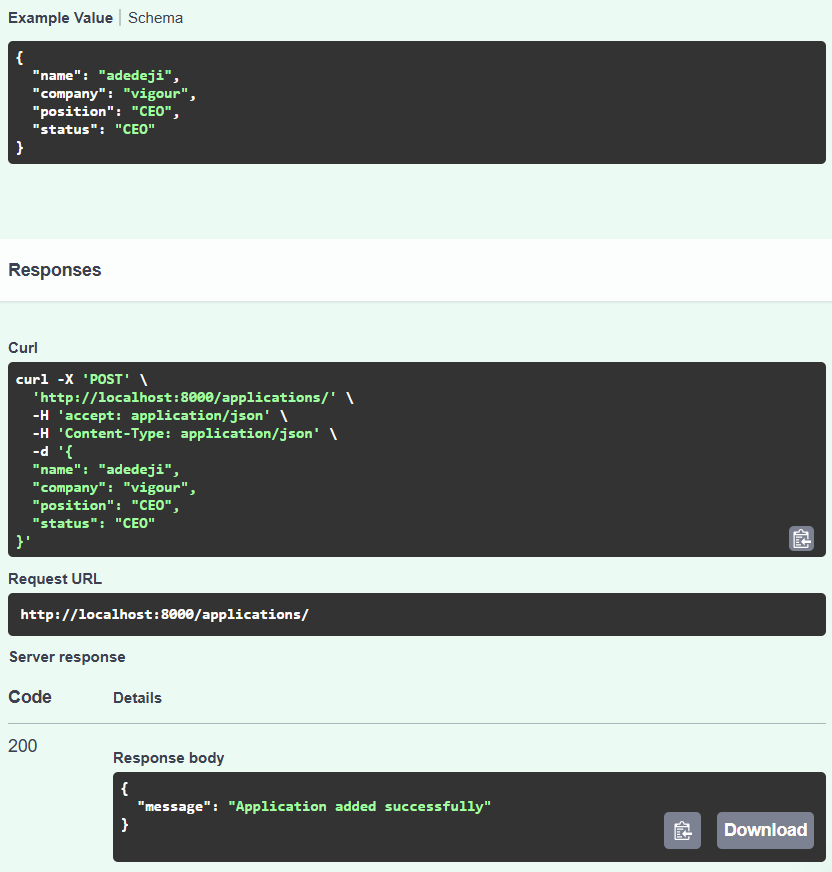 Example Value | Schema
{
  "name": "adedeji",
  "company": "vigour",
  "position": "CEO",
  "status": "CEO"
}
Responses
Curl
curl -X 'POST' \
  'http://localhost:8000/applications/' \
  -H 'accept: application/json' \
  -H 'Content-Type: application/json' \
  -d '{
  "name": "adedeji",
  "company": "vigour",
  "position": "CEO",
  "status": "CEO"
}'
Request URL
http://localhost:8000/applications/
Server response
Code Details
200
Response body
{
  "message": "Application added successfully"
}
Download